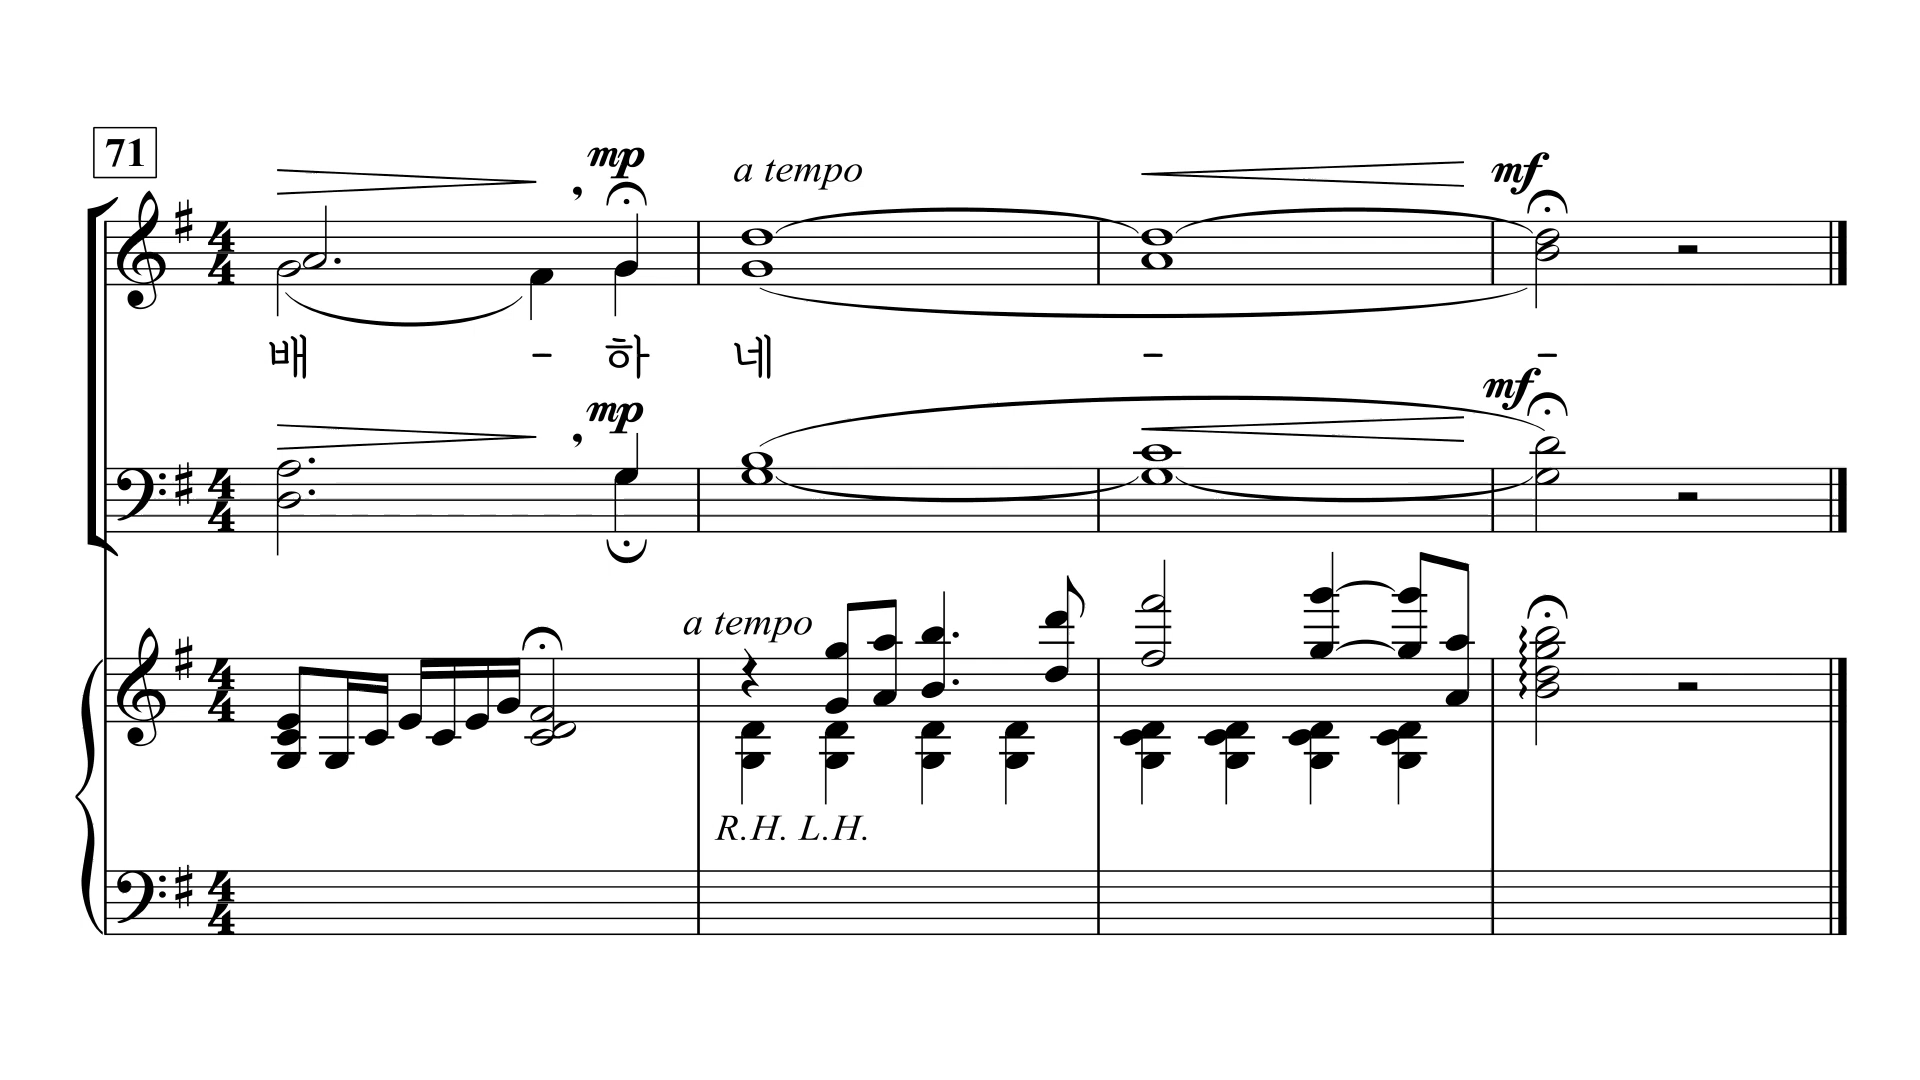 71
mp
a tempo
mf
배 - 하 네 - -
mp
mf
a tempo
R.H. L.H.